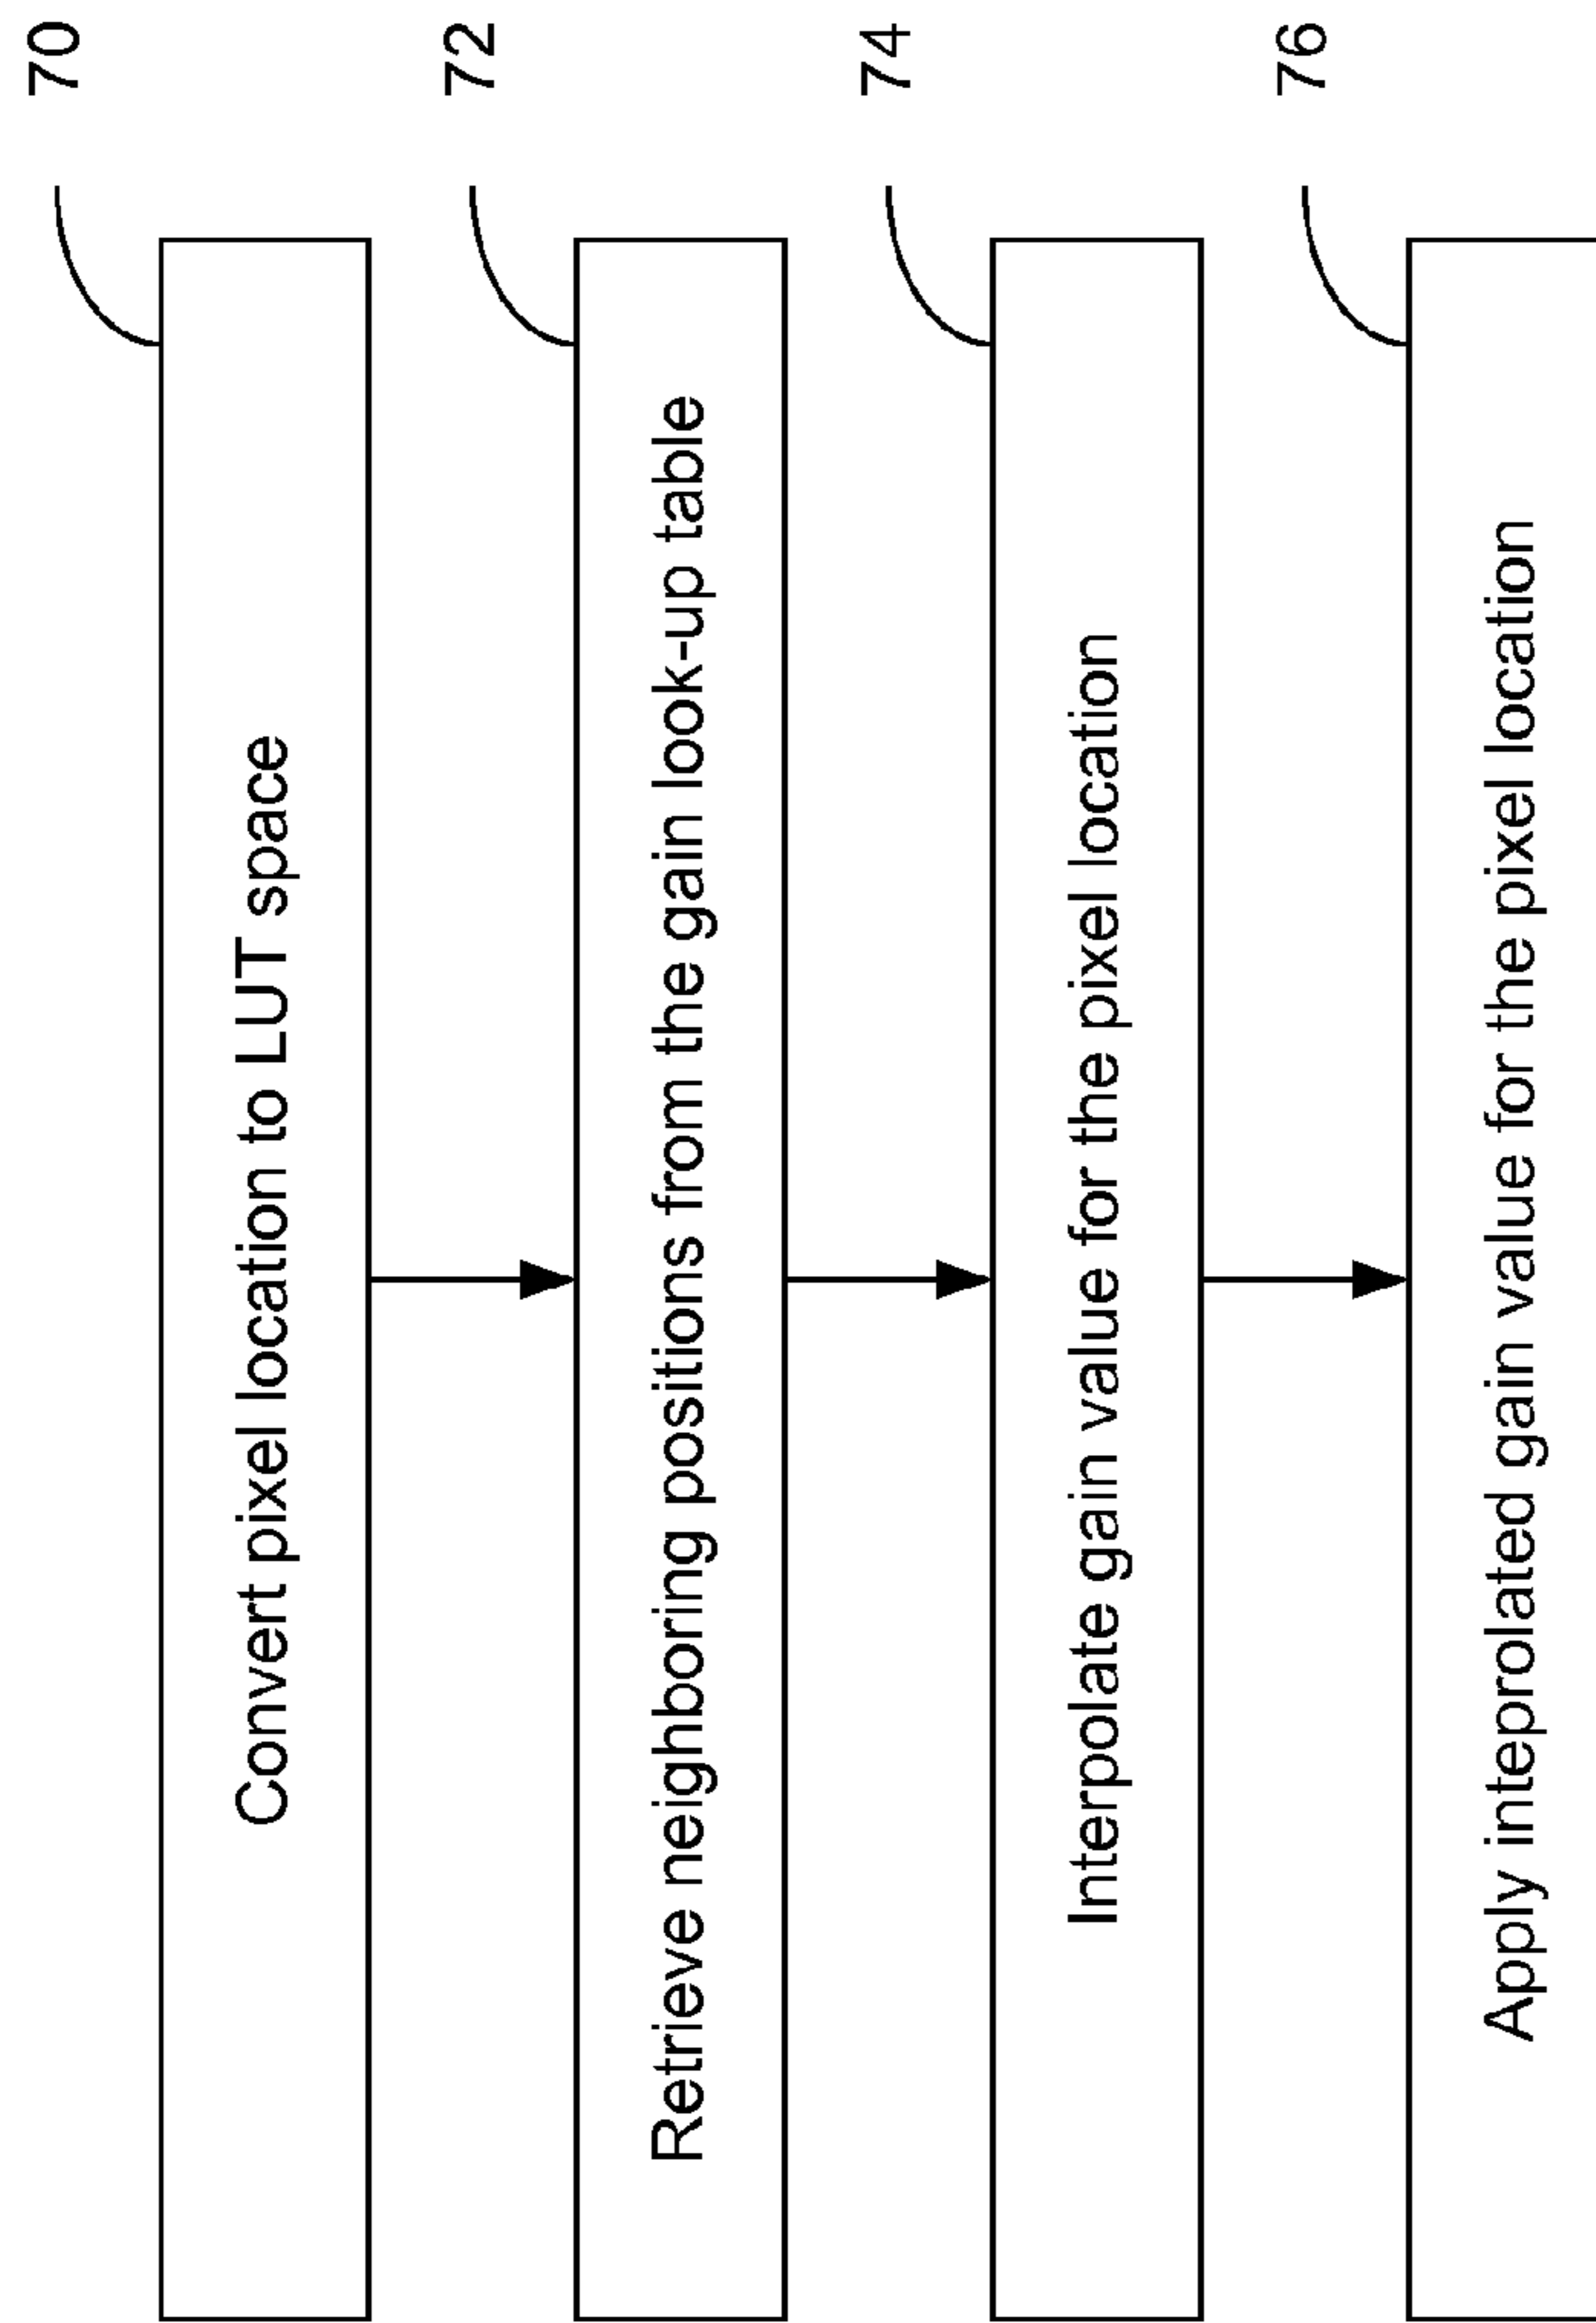 70
Convert pixel location to LUT space
72
Retrieve neighboring positions from the gain look-up table
74
Interpolate gain value for the pixel location
76
Apply inteprolated gain value for the pixel location